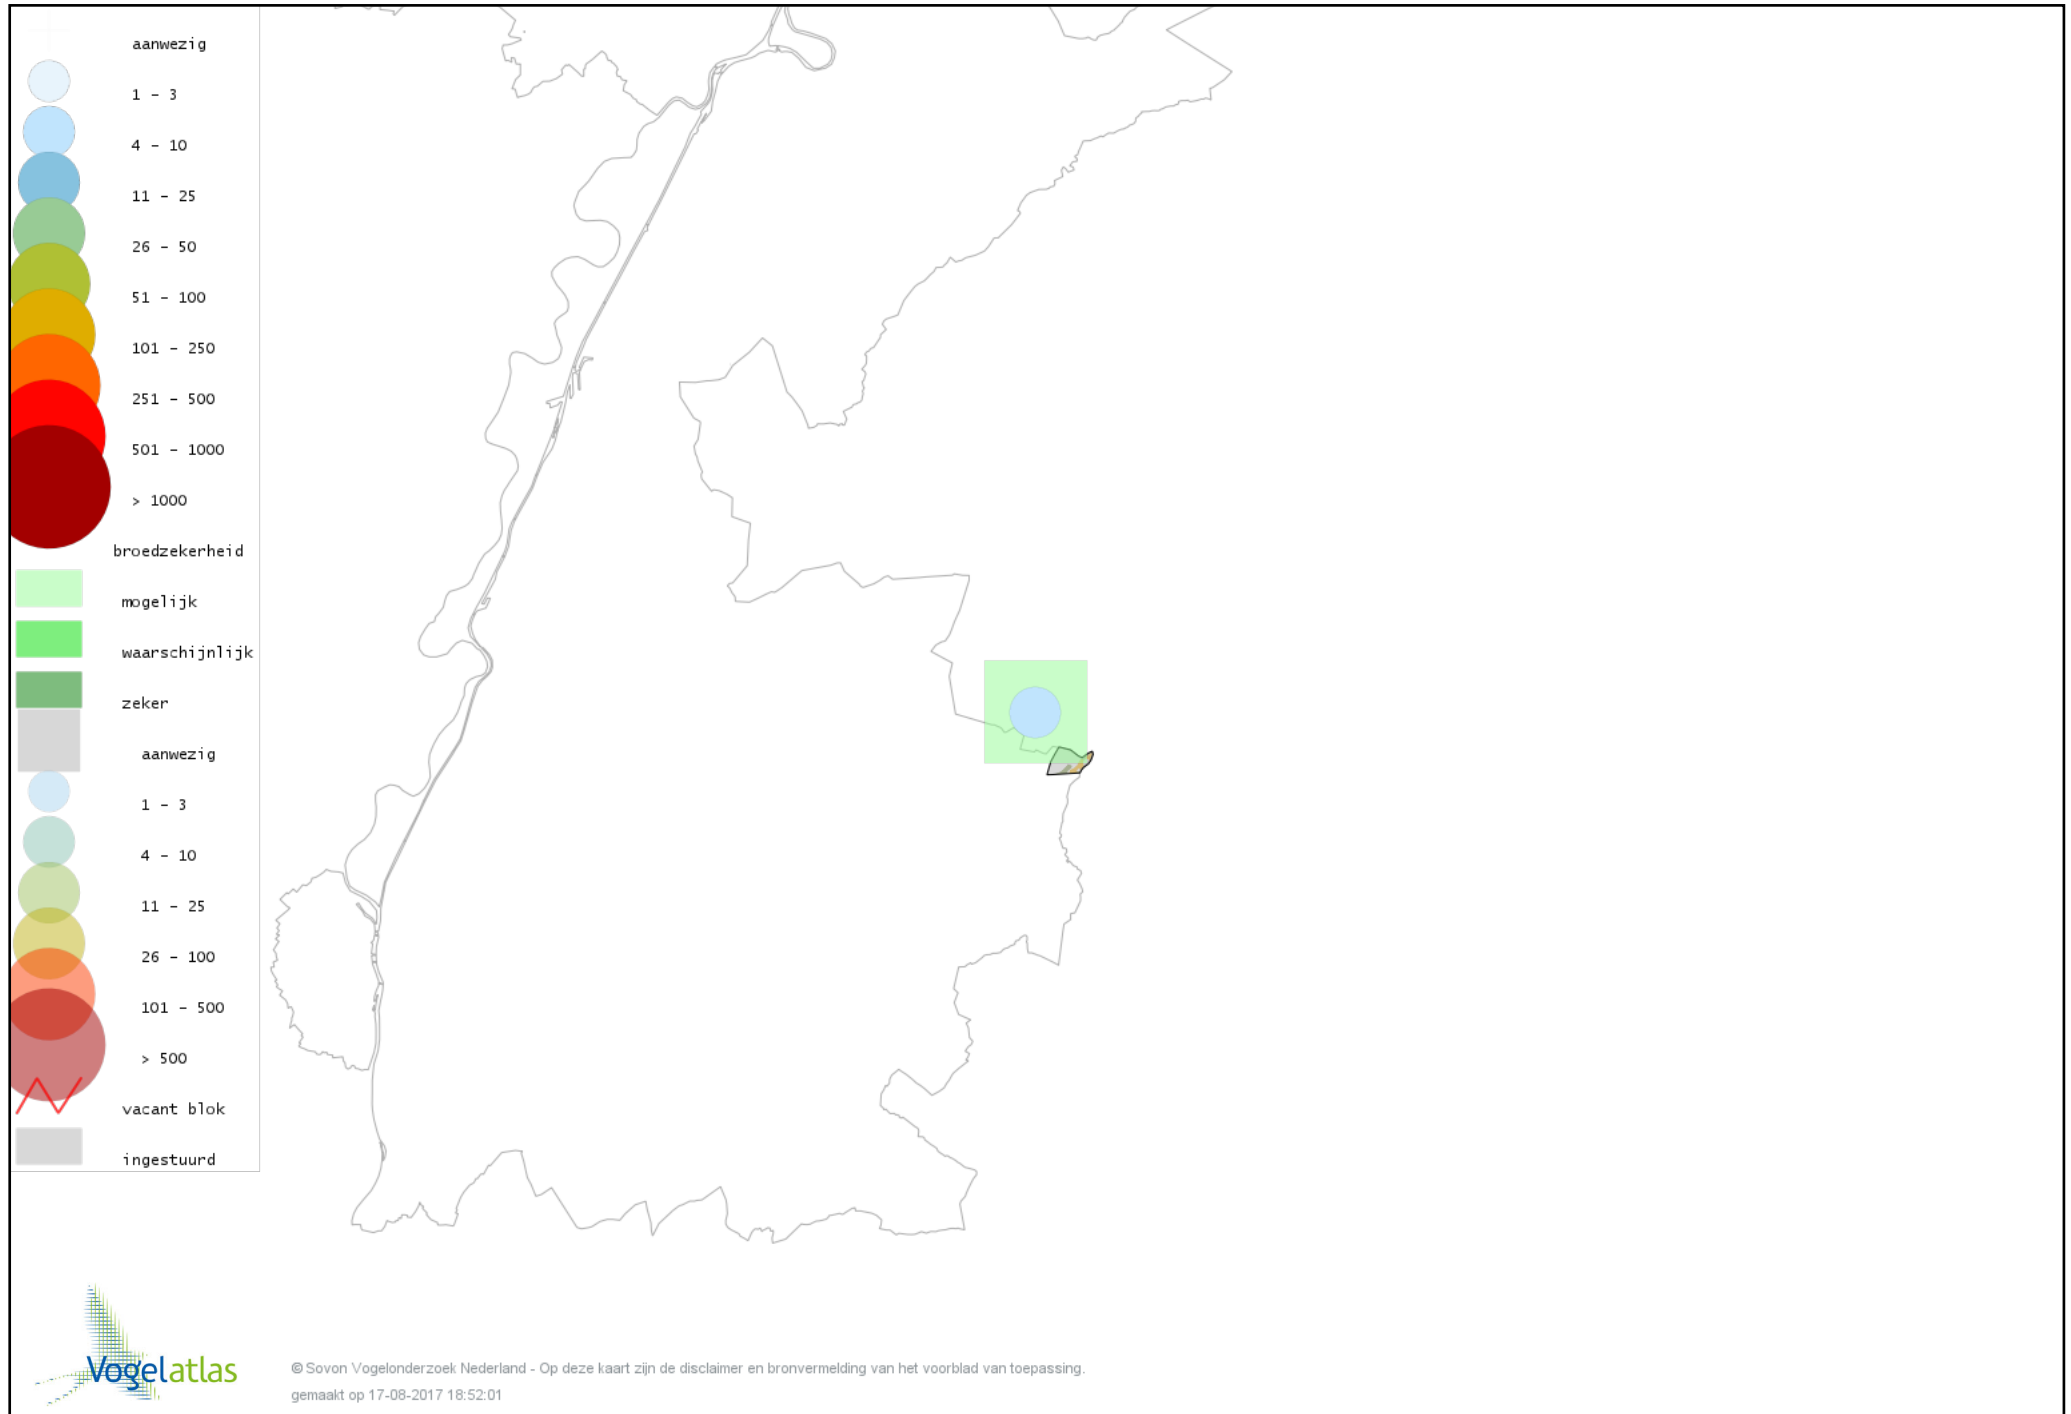 aanwezig
1 - 3
4 - 10
11 - 25
26 - 50
51 - 100
101 - 250
251 - 500
501 - 1000
> 1000
broedzekerheid
mogelijk
waarschijnlijk
zeker
aanwezig
1 - 3
4 - 10
11 - 25
26 - 100
101 - 500
> 500
vacant blok
ingestuurd
Vogelatlas
© Sovon Vogelonderzoek Nederland - Op deze kaart zijn de disclaimer en bronvermelding van het voorblad van toepassing.
gemaakt op 17-08-2017 18:52:01